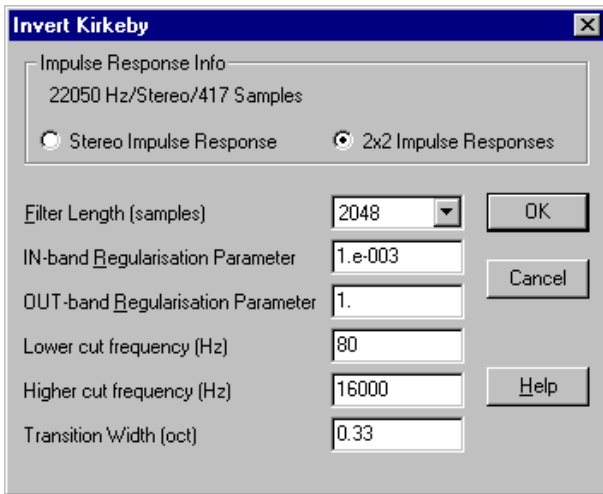 Invert Kirkeby
Impulse Response Info
22050 Hz/Stereo/417 Samples
Stereo Impulse Response
2x2 Impulse Responses
Filter Length (samples)
2048
OK
IN-band Regularisation Parameter
1.e-003
Cancel
OUT-band Regularisation Parameter
1.
Lower cut frequency (Hz)
80
Higher cut frequency (Hz)
16000
Help
Transition Width (oct)
0.33